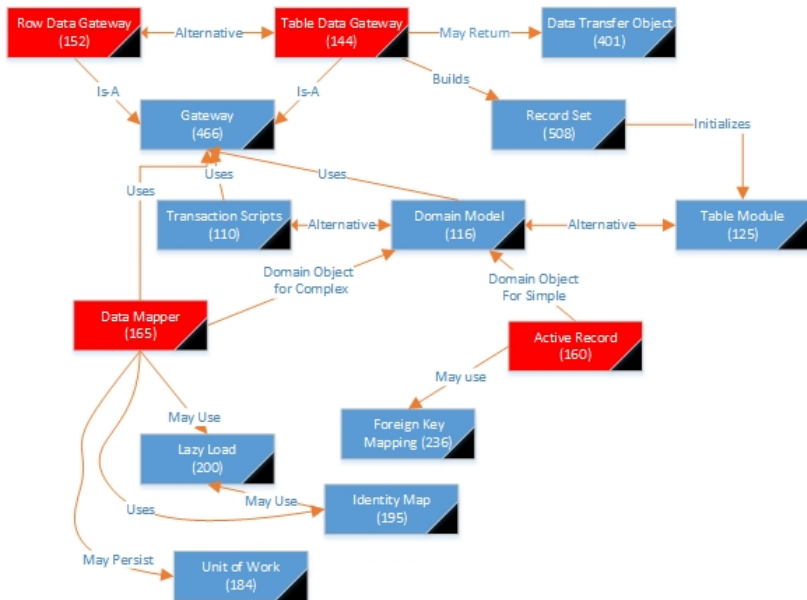 Row Data Gateway
(152)
Alternative
Table Data Gateway
(144)
May Return
Data Transfer Object
(401)
Is-A
Is-A
Builds
Gateway
(466)
Record Set
(508)
Initializes
Uses
Uses
Uses
Transaction Scripts
(110)
Alternative
Domain Model
(116)
Alternative
Table Module
(125)
Domain Object
for Complex
Domain Object
For Simple
Data Mapper
(165)
Active Record
(160)
May use
May Use
Foreign Key
Mapping (236)
Lazy Load
(200)
May Use
Identity Map
(195)
Uses
May Persist
Unit of Work
(184)